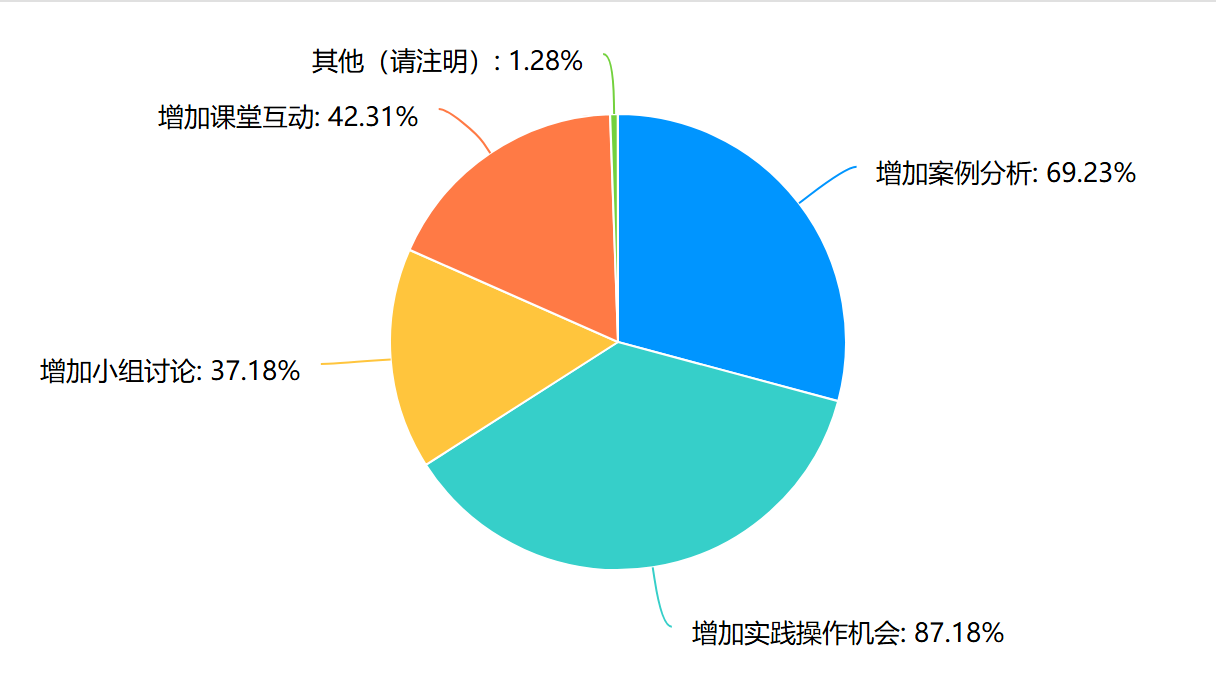 其他（请注明）: 1.28%
增加课堂互动: 42.31%
增加案例分析: 69.23%
增加小组讨论: 37.18%
增加实践操作机会: 87.18%